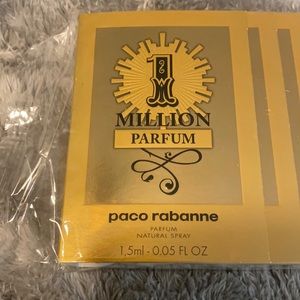 1
MILLION
PARFUM
paco rabanne
PARFUM
NATURAL SPRAY
1,5ml - 0.05 FL OZ